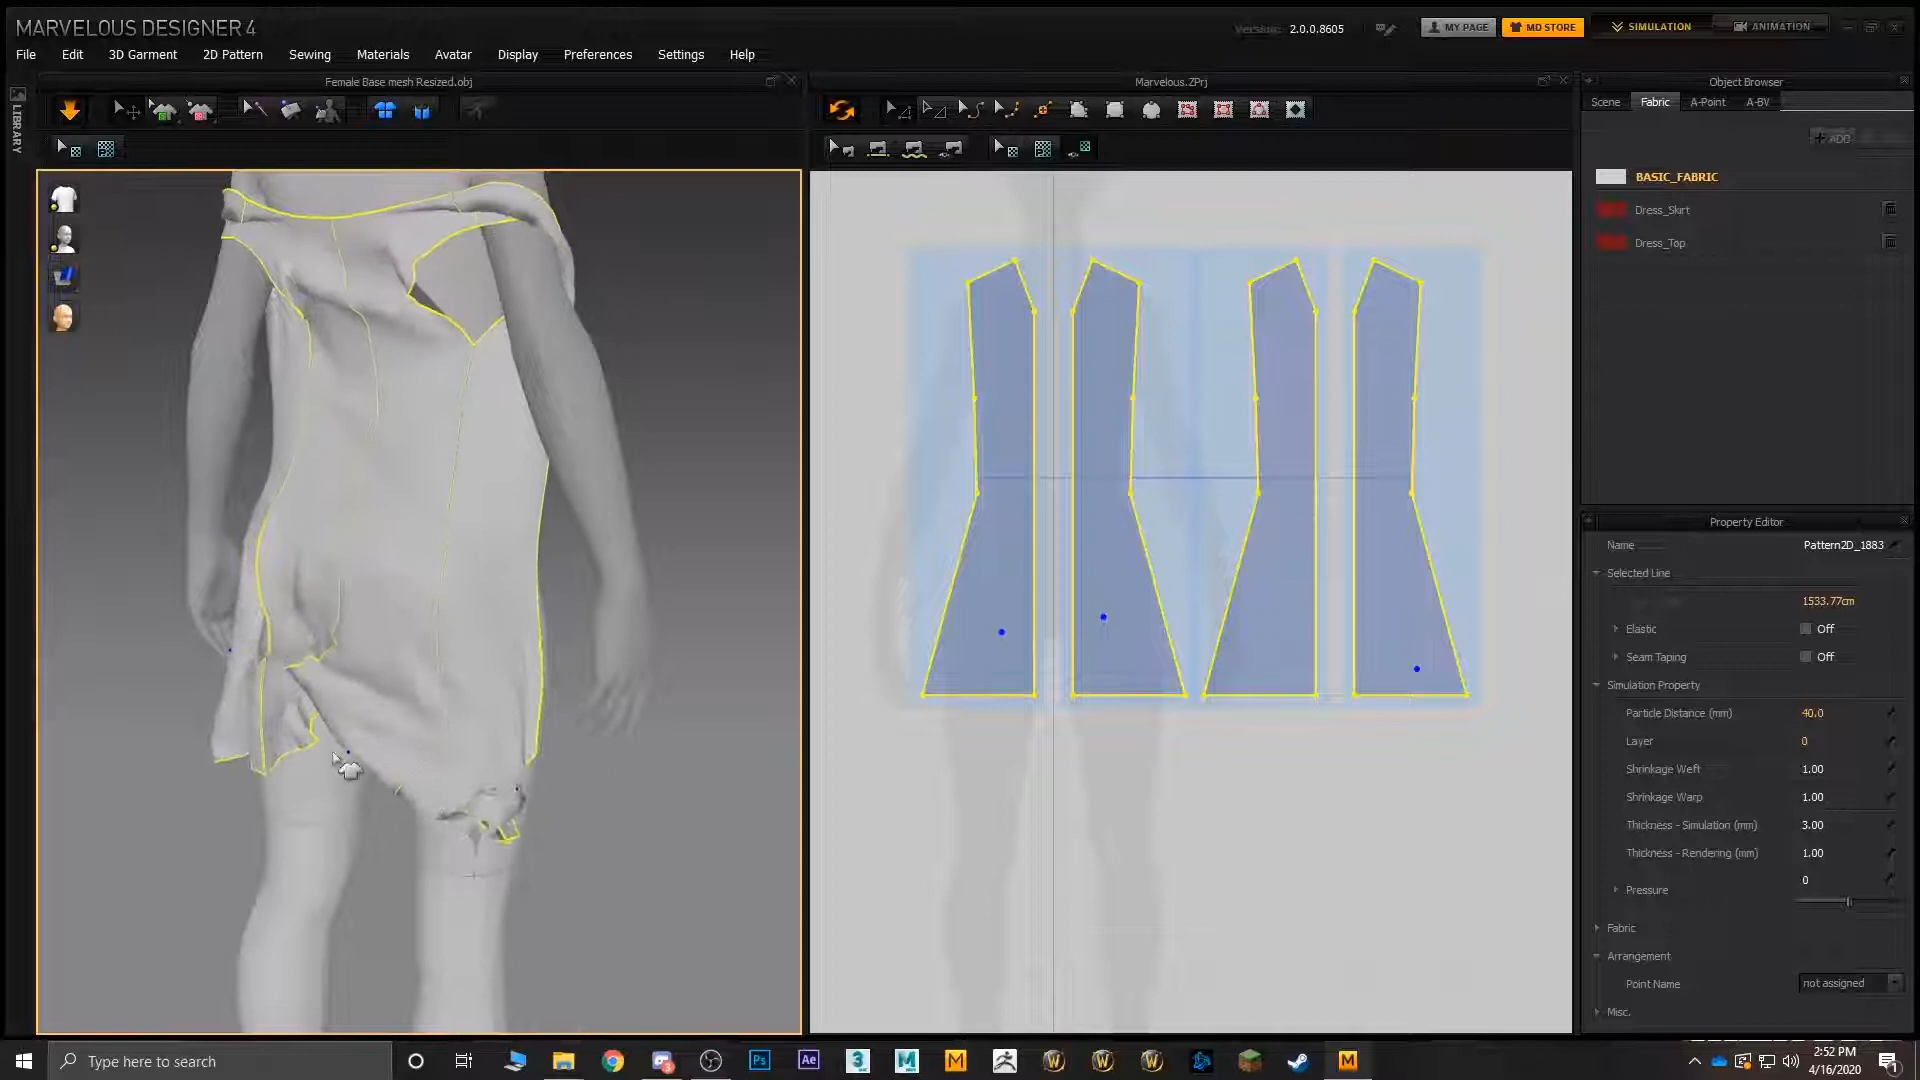 MARVELOUS DESIGNER 4
Version: 2.0.0.8605
MY PAGE
MD STORE
SIMULATION
ANIMATION
File Edit 3D Garment 2D Pattern Sewing Materials Avatar Display Preferences Settings Help
Female Base mesh Resized.obj
Marvelous.ZPrj
Object Browser
LIBRARY
Scene Fabric A-Point A-BV
+ ADD
BASIC_FABRIC
Dress_Skirt
Dress_Top
Property Editor
Name Pattern2D_1883
Selected Line
1533.77cm
Elastic Off
Seam Taping Off
Simulation Property
Particle Distance (mm) 40.0
Layer 0
Shrinkage Weft 1.00
Shrinkage Warp 1.00
Thickness - Simulation (mm) 3.00
Thickness - Rendering (mm) 1.00
Pressure 0
Fabric
Arrangement
Point Name not assigned
Misc.
Type here to search
Ps
Ae
3
M
M
W
W
W
M
2:52 PM
4/16/2020